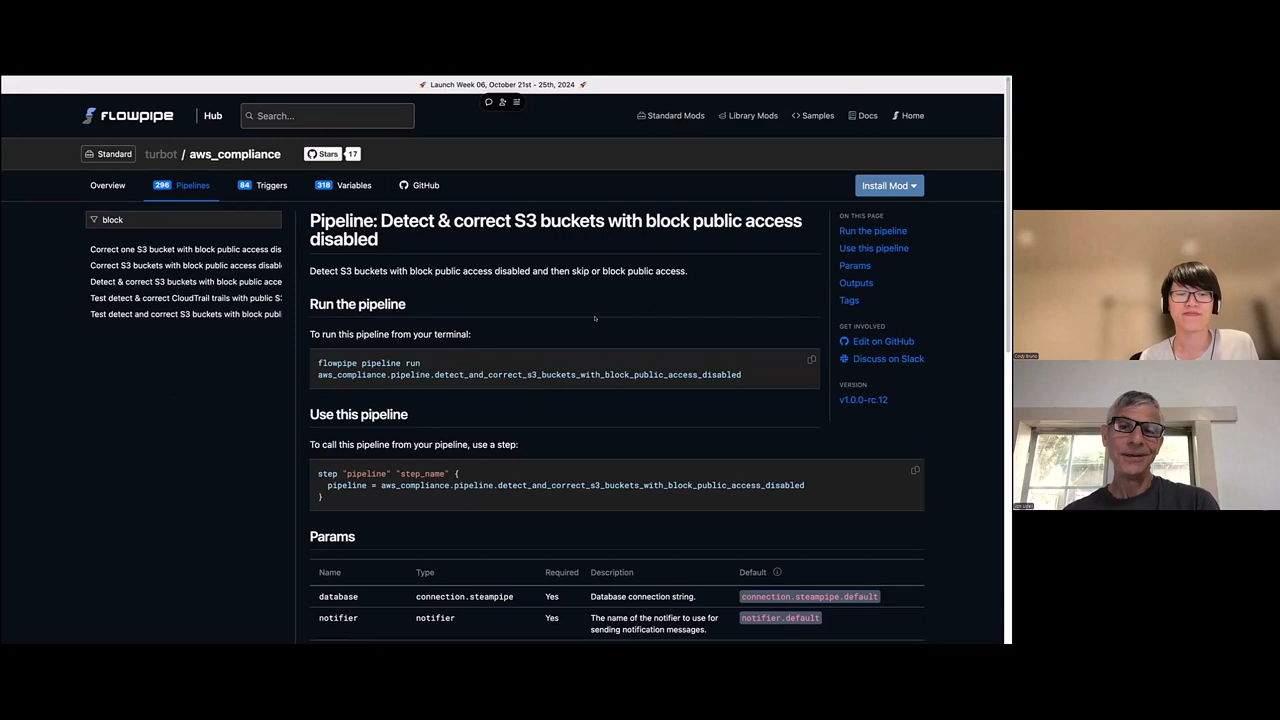 🚀 Launch Week 06, October 21st - 25th, 2024 🚀
FLOWPIPE Hub Search... Standard Mods Library Mods Samples Docs Home
Standard turbot / aws_compliance Stars 17
Overview 296 Pipelines 84 Triggers 318 Variables GitHub Install Mod
block
Correct one S3 bucket with block public access dis
Correct S3 buckets with block public access disabl
Detect & correct S3 buckets with block public acce
Test detect & correct CloudTrail trails with public S:
Test detect and correct S3 buckets with block publ
Pipeline: Detect & correct S3 buckets with block public access
disabled
Detect S3 buckets with block public access disabled and then skip or block public access.
Run the pipeline
To run this pipeline from your terminal:
flowpipe pipeline run
aws_compliance.pipeline.detect_and_correct_s3_buckets_with_block_public_access_disabled
Use this pipeline
To call this pipeline from your pipeline, use a step:
step "pipeline" "step_name" {
pipeline = aws_compliance.pipeline.detect_and_correct_s3_buckets_with_block_public_access_disabled
}
Params
Name Type Required Description Default
database connection.steampipe Yes Database connection string. connection.steampipe.default
notifier notifier Yes The name of the notifier to use for notifier.default
sending notification messages.
ON THIS PAGE
Run the pipeline
Use this pipeline
Params
Outputs
Tags
GET INVOLVED
Edit on GitHub
Discuss on Slack
VERSION
v1.0.0-rc.12
Cody Bruno
Jon Udell